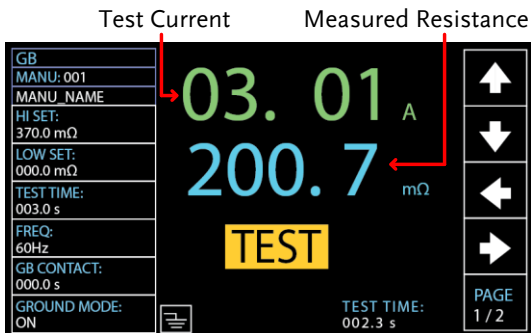 Test Current
Measured Resistance
GB
MANU: 001
MANU_NAME
HI SET:
370.0 mΩ
LOW SET:
000.0 mΩ
TEST TIME:
003.0 s
FREQ:
60Hz
GB CONTACT:
000.0 s
GROUND MODE:
ON
03. 01 A
200. 7 mΩ
TEST
TEST TIME:
002.3 s
PAGE
1 / 2